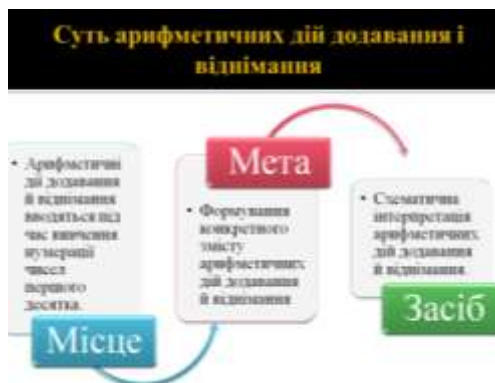 Суть арифметичних дій додавання і
віднімання
• Арифметичні
дії додавання
й віднімання
вводяться під
час вивчення
нумерації
чисел
першого
десятка.
Місце
Мета
• Формування
конкретного
змісту
арифметичних
дій додавання
й віднімання
• Схематична
інтерпретація
арифметичних
дій додавання
й віднімання.
Засіб